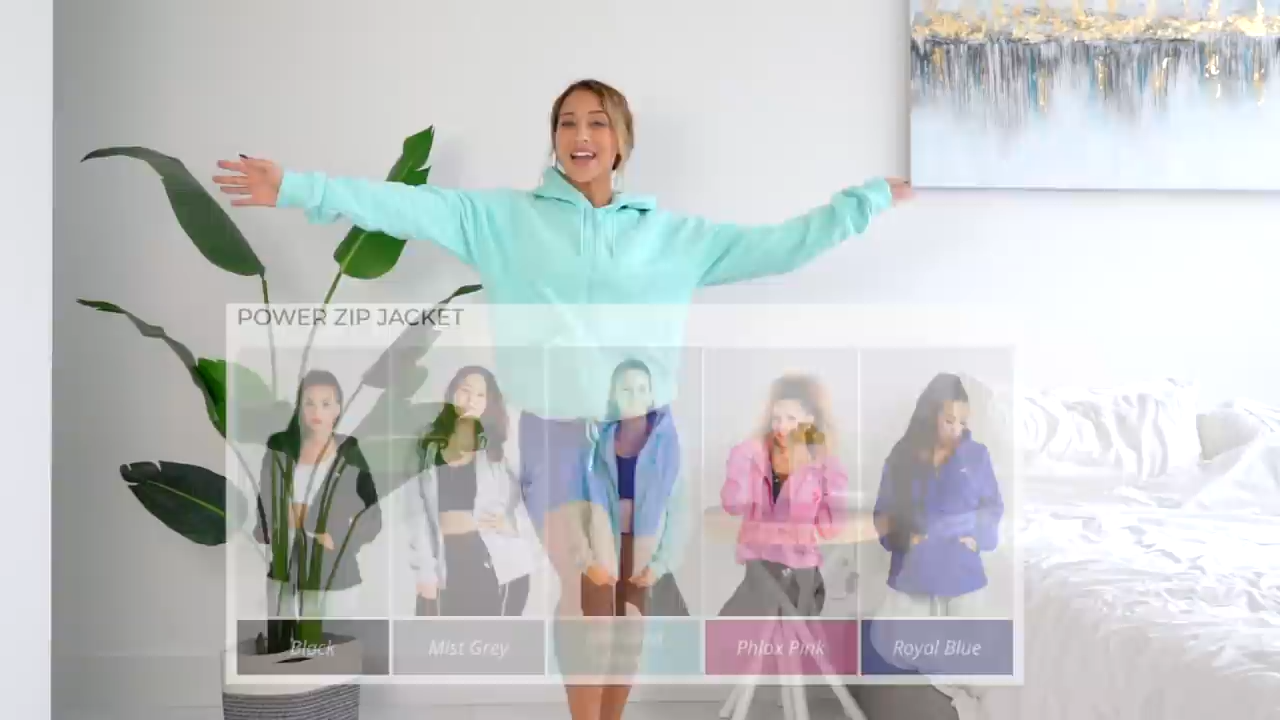 POWER ZIP JACKET
Black
Mist Grey
Phlox Pink
Royal Blue